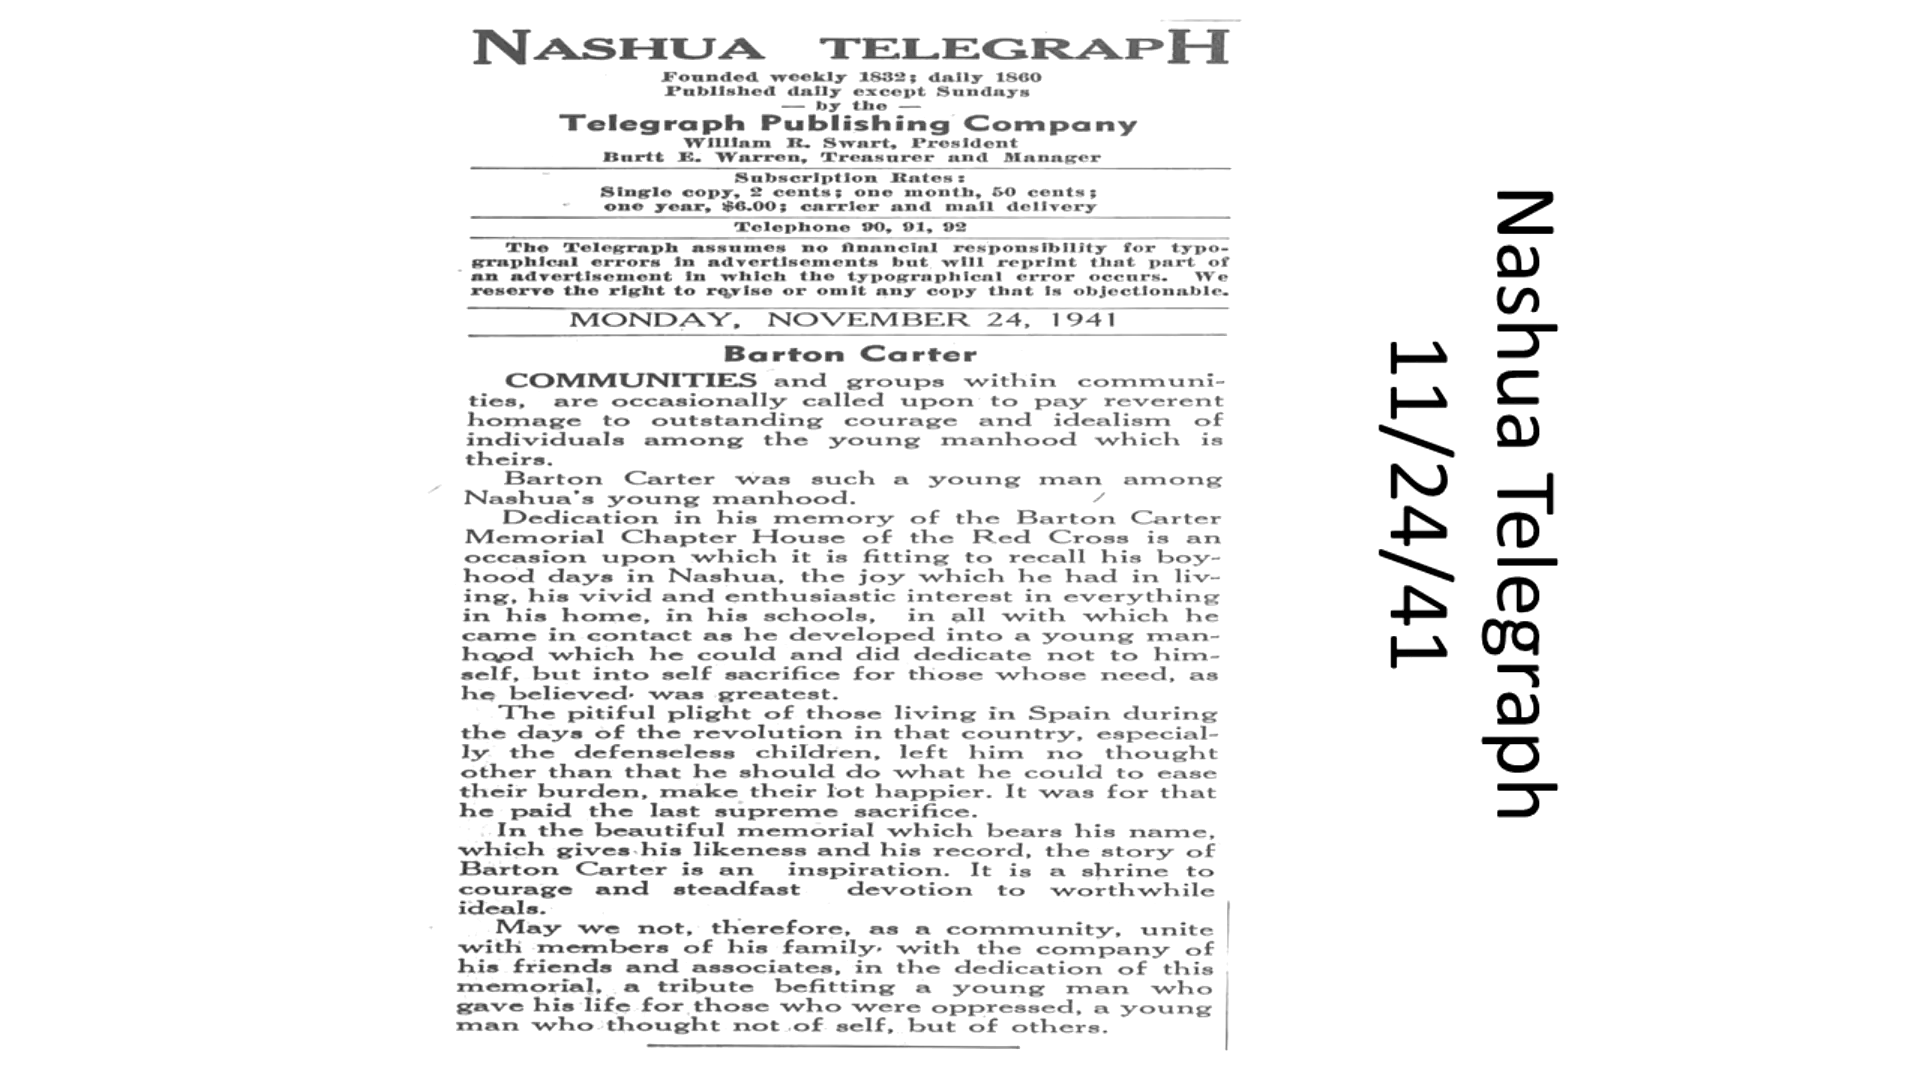 NASHUA TELEGRAPH
Founded weekly 1832; daily 1860
Published daily except Sundays
— by the —
Telegraph Publishing Company
William R. Swart, President
Burtt E. Warren, Treasurer and Manager
Subscription Rates:
Single copy, 2 cents; one month, 50 cents;
one year, $6.00; carrier and mail delivery
Telephone 90, 91, 92
The Telegraph assumes no financial responsibility for typo-
graphical errors in advertisements but will reprint that part of
an advertisement in which the typographical error occurs. We
reserve the right to revise or omit any copy that is objectionable.
MONDAY, NOVEMBER 24, 1941
Barton Carter
COMMUNITIES and groups within communi-
ties, are occasionally called upon to pay reverent
homage to outstanding courage and idealism of
individuals among the young manhood which is
theirs.
Barton Carter was such a young man among
Nashua's young manhood.
Dedication in his memory of the Barton Carter
Memorial Chapter House of the Red Cross is an
occasion upon which it is fitting to recall his boy-
hood days in Nashua, the joy which he had in liv-
ing, his vivid and enthusiastic interest in everything
in his home, in his schools, in all with which he
came in contact as he developed into a young man-
hood which he could and did dedicate not to him-
self, but into self sacrifice for those whose need, as
he believed, was greatest.
The pitiful plight of those living in Spain during
the days of the revolution in that country, especial-
ly the defenseless children, left him no thought
other than that he should do what he could to ease
their burden, make their lot happier. It was for that
he paid the last supreme sacrifice.
In the beautiful memorial which bears his name,
which gives his likeness and his record, the story of
Barton Carter is an inspiration. It is a shrine to
courage and steadfast devotion to worthwhile
ideals.
May we not, therefore, as a community, unite
with members of his family, with the company of
his friends and associates, in the dedication of this
memorial, a tribute befitting a young man who
gave his life for those who were oppressed, a young
man who thought not of self, but of others.
Nashua Telegraph
11/24/41